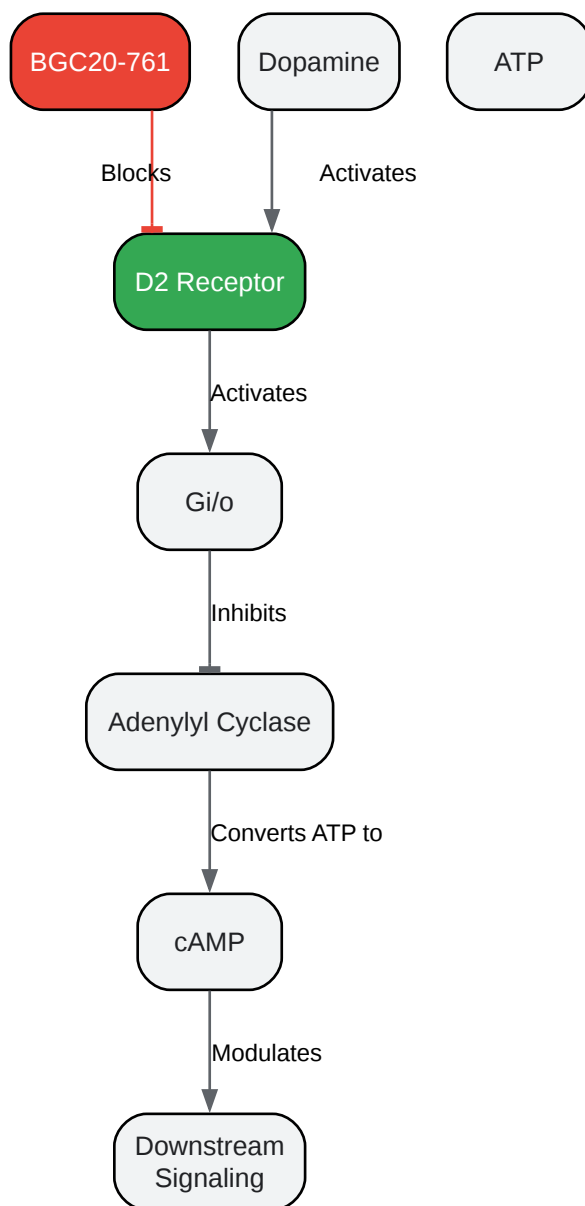 BGC20-761
Dopamine
ATP
Blocks
Activates
D2 Receptor
Activates
Gi/o
Inhibits
Adenylyl Cyclase
Converts ATP to
cAMP
Modulates
Downstream
Signaling